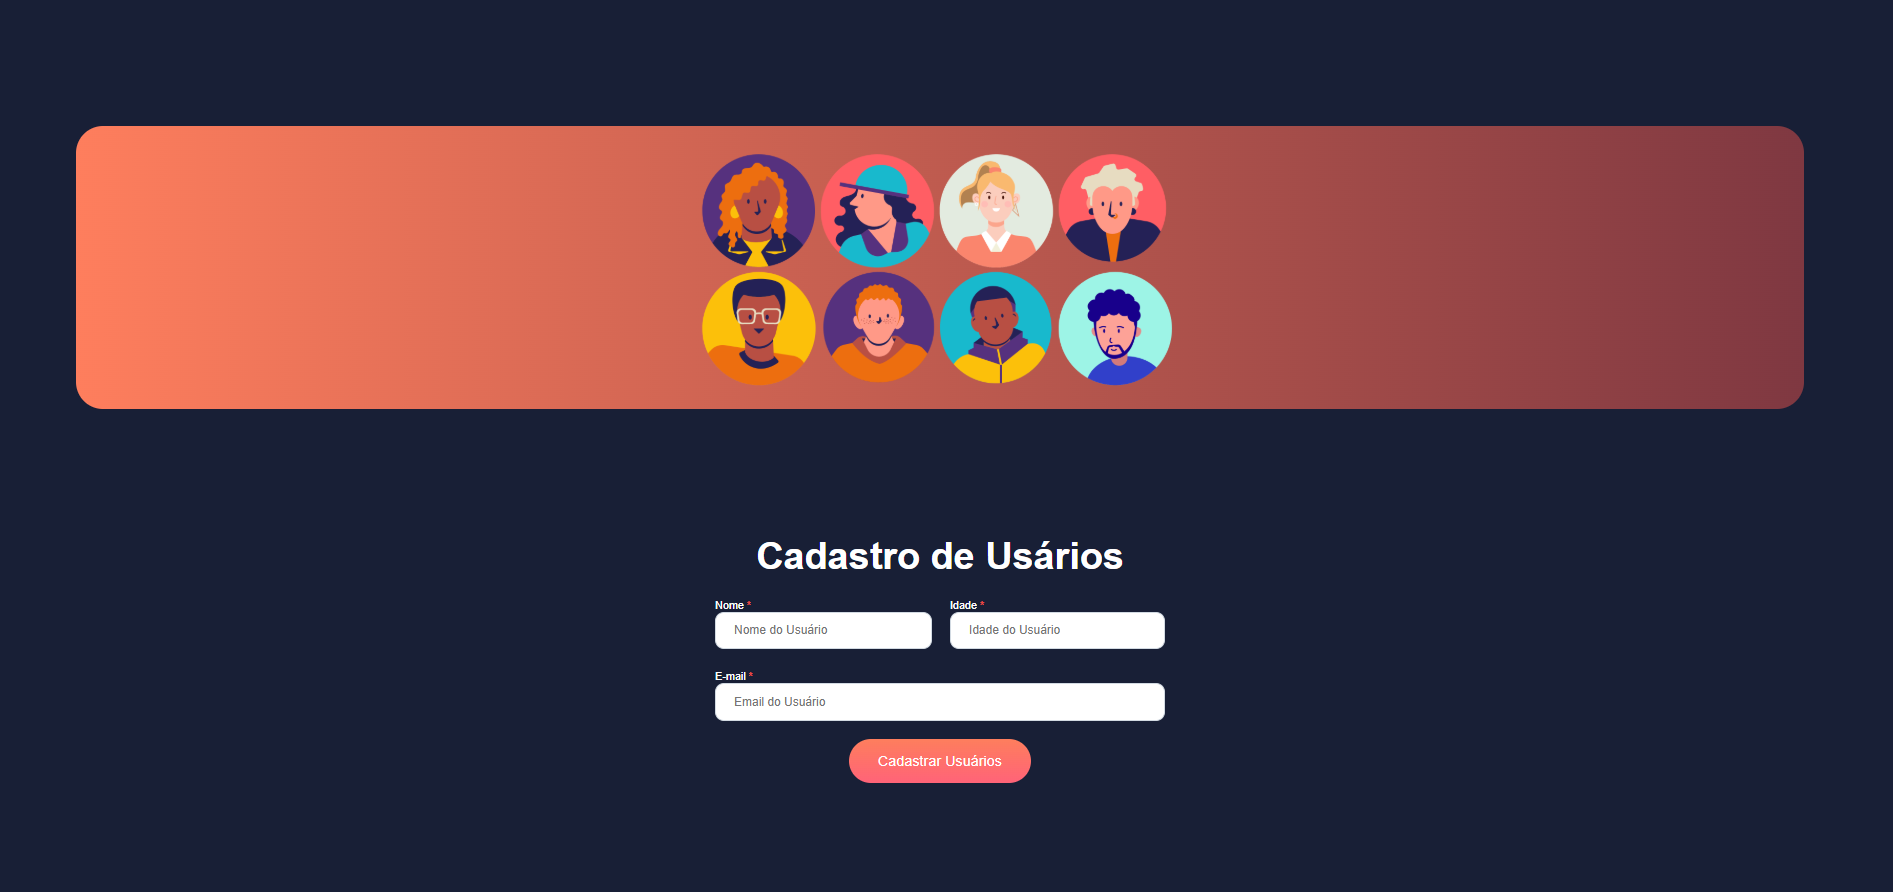 Cadastro de Usários
Nome * Idade *
Nome do Usuário Idade do Usuário
E-mail *
Email do Usuário
Cadastrar Usuários